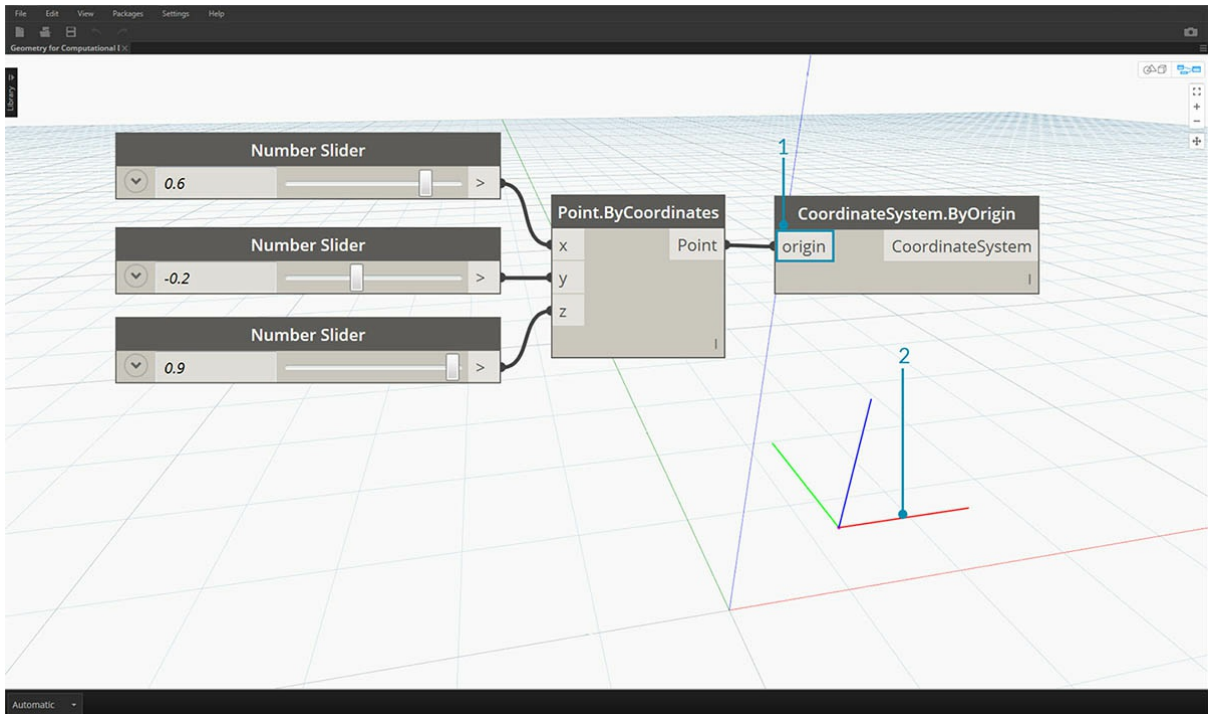 File Edit View Packages Settings Help
Geometry for Computational
Library
Number Slider
0.6 >
Number Slider
-0.2 >
Number Slider
0.9 >
Point.ByCoordinates
x Point
y
z
1
CoordinateSystem.ByOrigin
origin CoordinateSystem
2
Automatic